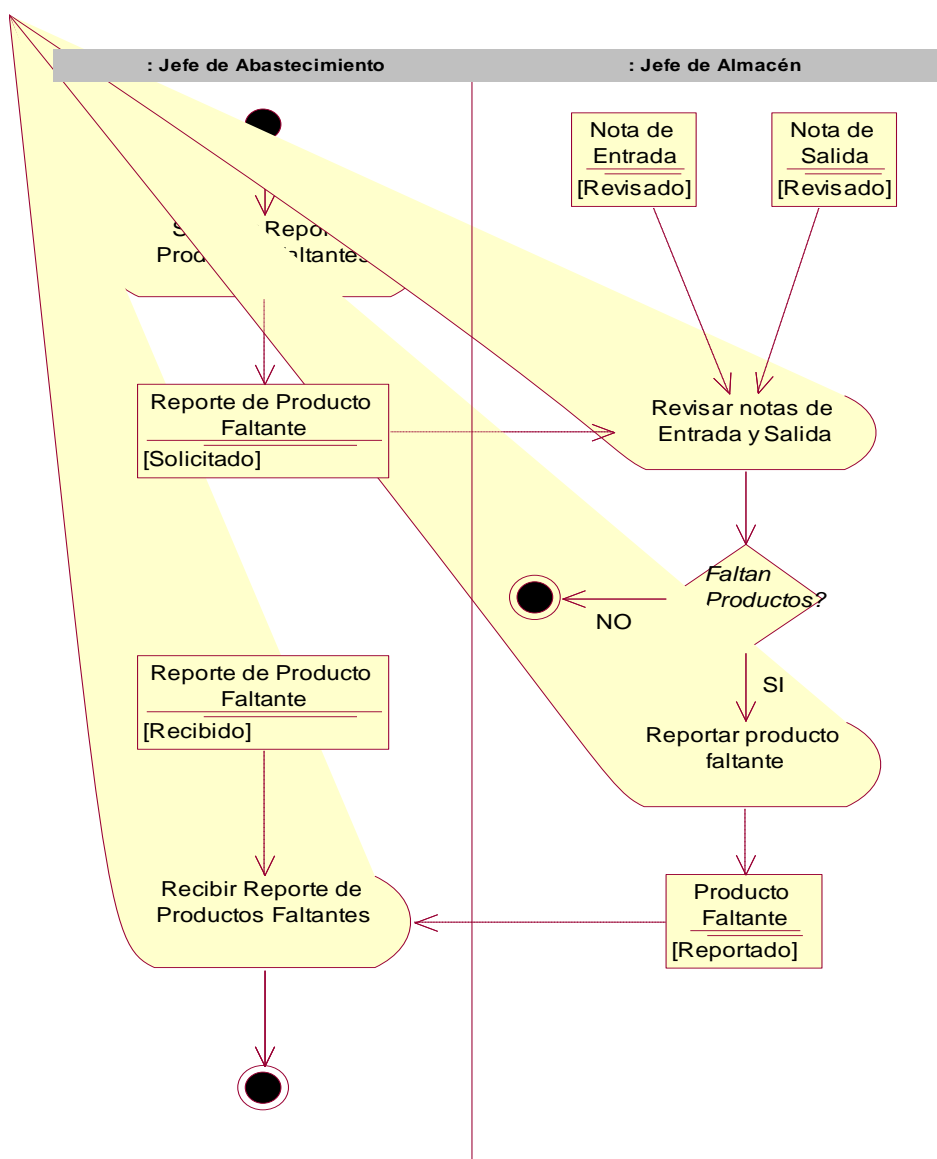 : Jefe de Abastecimiento
: Jefe de Almacén
Nota de
Entrada
[Revisado]
Nota de
Salida
[Revisado]
Reporte de Producto
Faltante
[Solicitado]
Revisar notas de
Entrada y Salida
Faltan
Productos?
NO
SI
Reporte de Producto
Faltante
[Recibido]
Reportar producto
faltante
Recibir Reporte de
Productos Faltantes
Producto
Faltante
[Reportado]